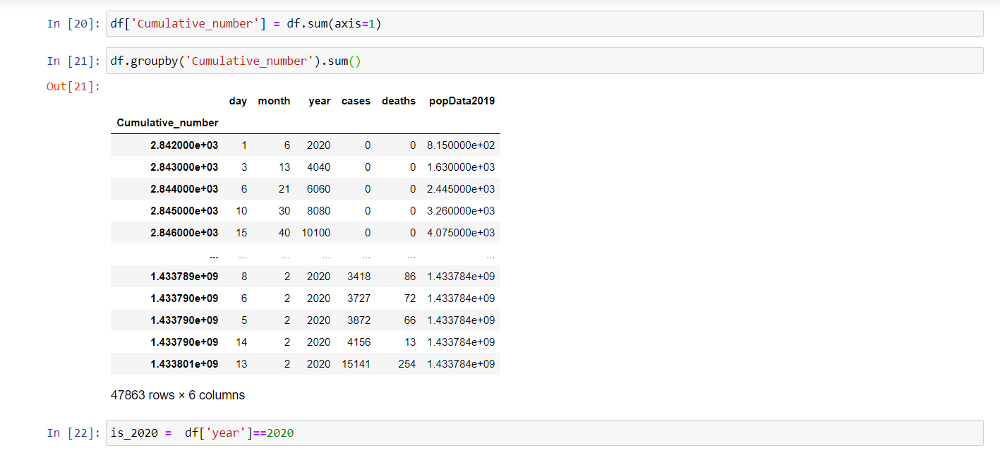 In [20]: df['Cumulative_number'] = df.sum(axis=1)
In [21]: df.groupby('Cumulative_number').sum()
Out[21]:
day month year cases deaths popData2019
Cumulative_number
2.842000e+03 1 6 2020 0 0 8.150000e+02
2.843000e+03 3 13 4040 0 0 1.630000e+03
2.844000e+03 6 21 6060 0 0 2.445000e+03
2.845000e+03 10 30 8080 0 0 3.260000e+03
2.846000e+03 15 40 10100 0 0 4.075000e+03
... ... ... ... ... ... ...
1.433789e+09 8 2 2020 3418 86 1.433784e+09
1.433790e+09 6 2 2020 3727 72 1.433784e+09
1.433790e+09 5 2 2020 3872 66 1.433784e+09
1.433790e+09 14 2 2020 4156 13 1.433784e+09
1.433801e+09 13 2 2020 15141 254 1.433784e+09
47863 rows × 6 columns
In [22]: is_2020 =  df['year']==2020